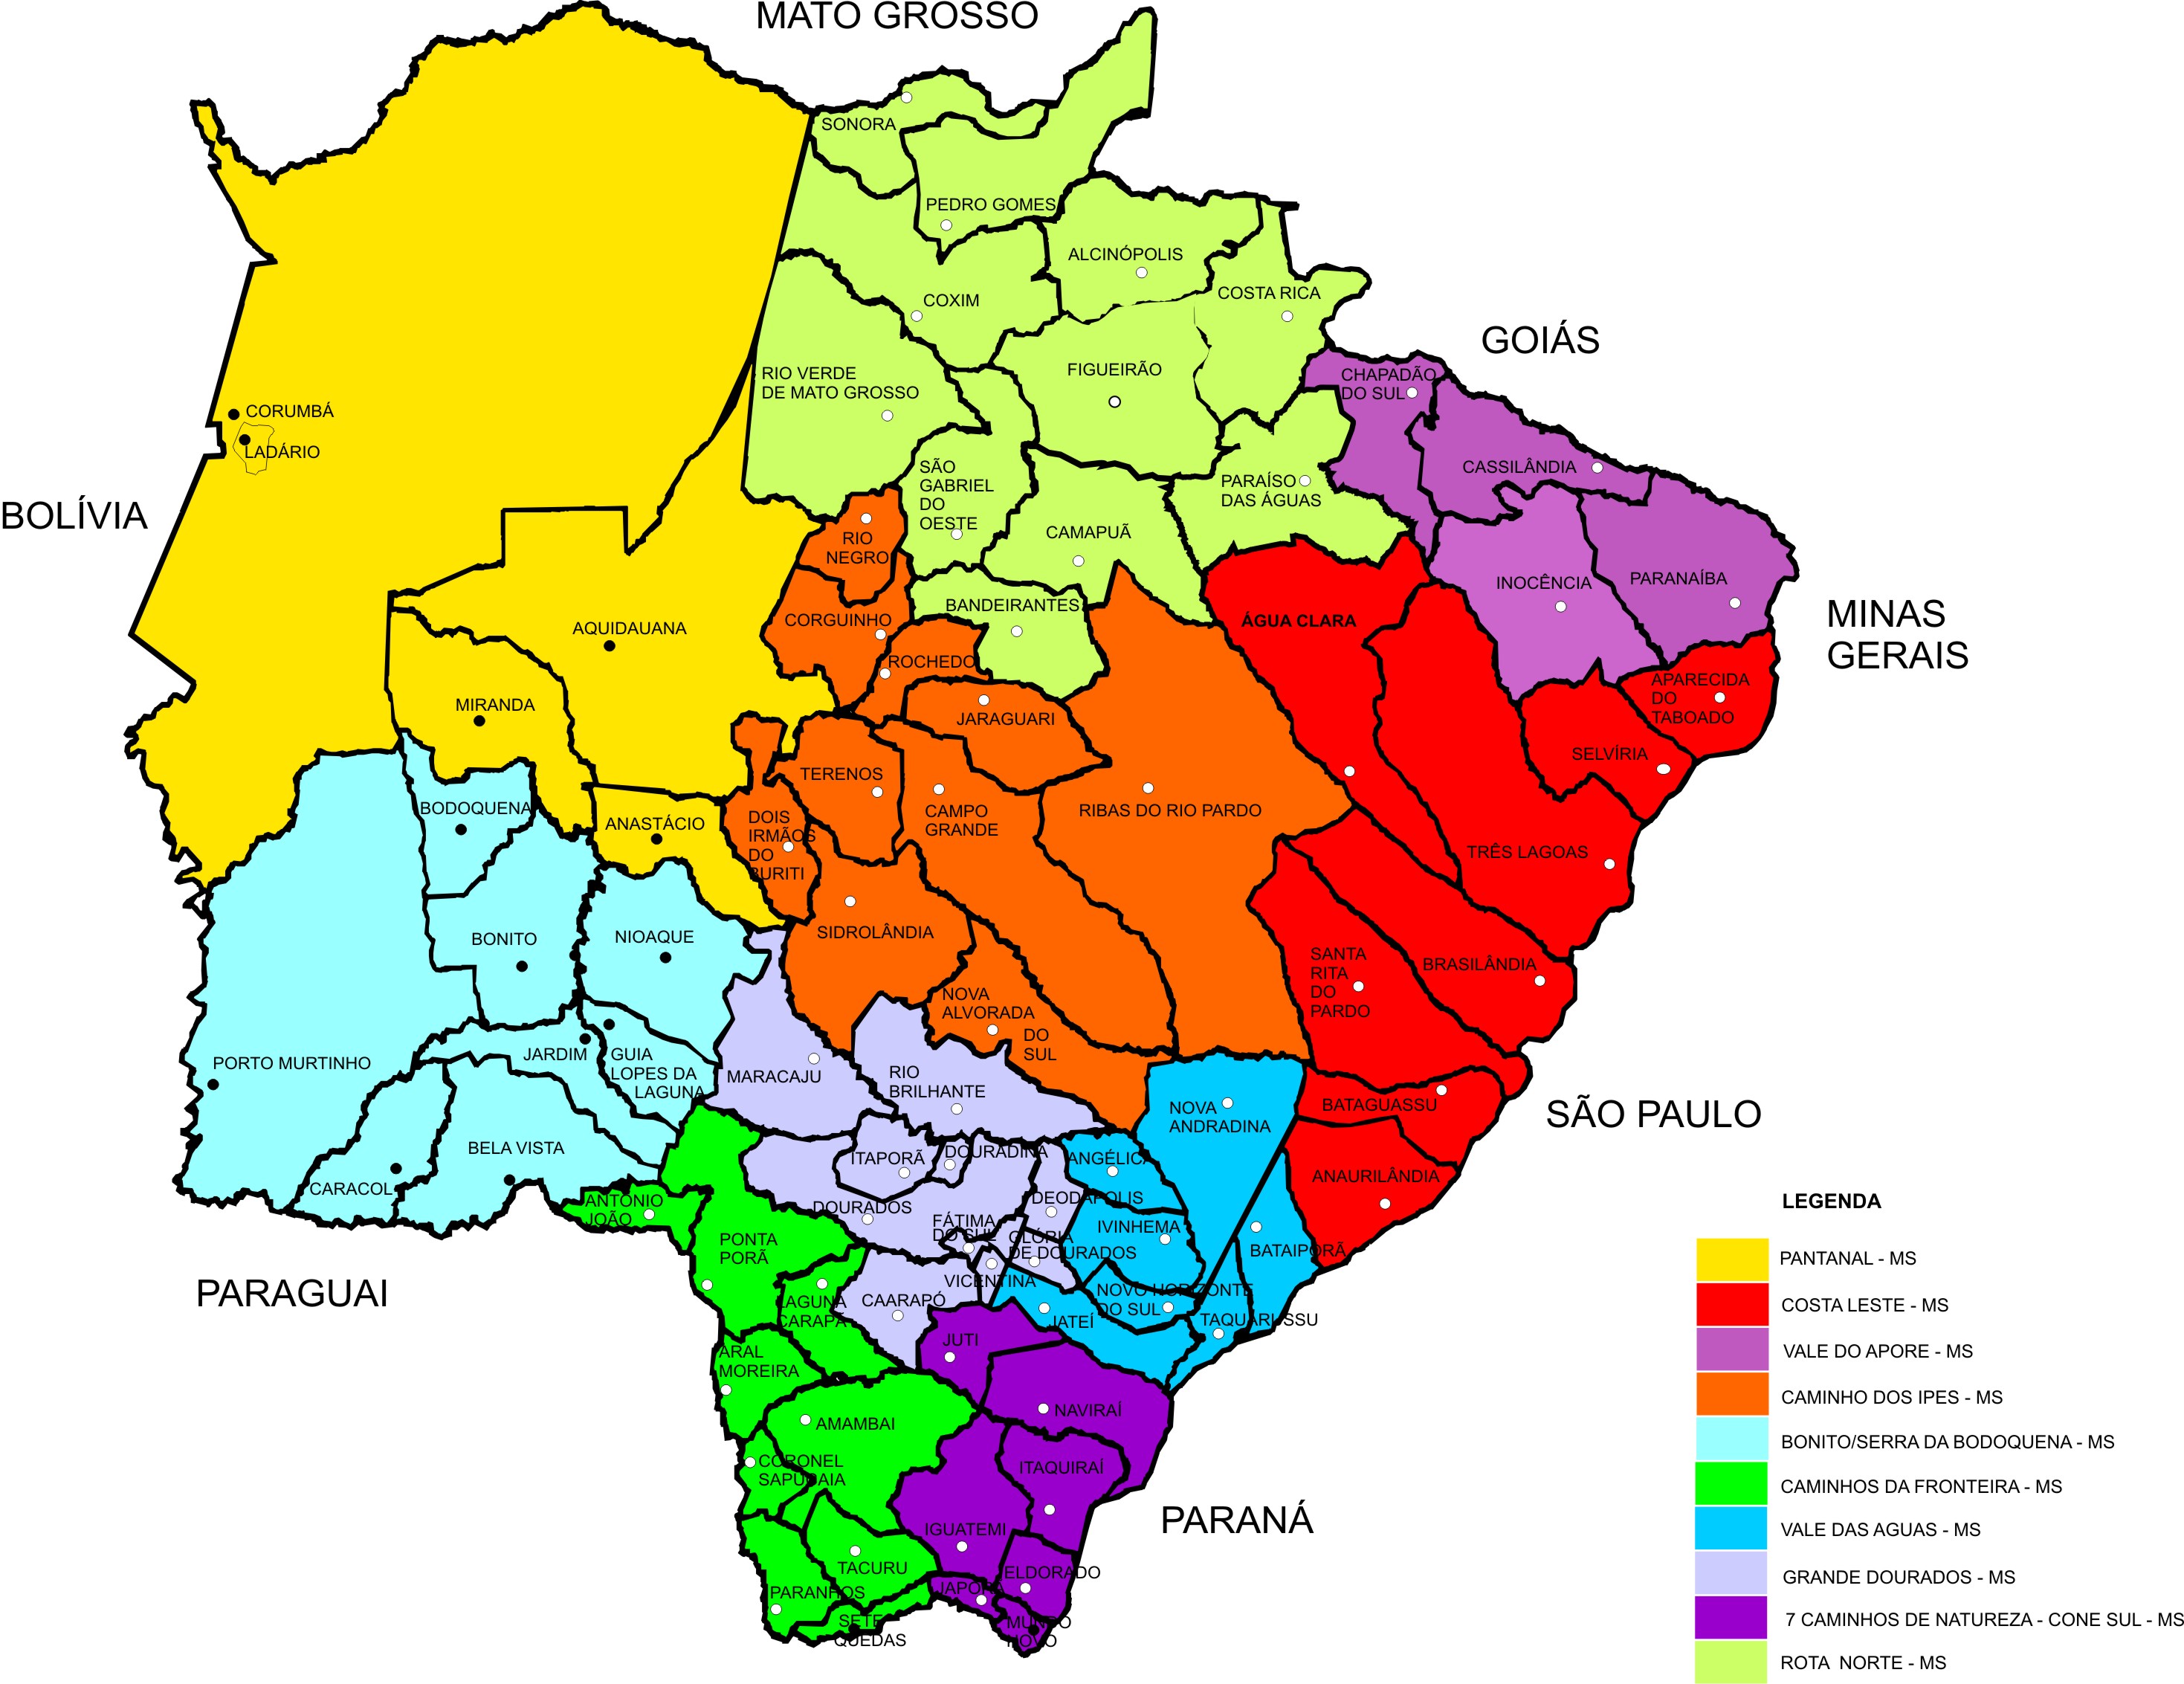 MATO GROSSO
SONORA
PEDRO GOMES
ALCINÓPOLIS
COSTA RICA
COXIM
GOIÁS
FIGUEIRÃO
RIO VERDE
DE MATO GROSSO
CHAPADÃO
DO SUL
CORUMBÁ
LADÁRIO
CASSILÂNDIA
SÃO
GABRIEL
DO
OESTE
PARAÍSO
DAS ÁGUAS
BOLÍVIA
CAMAPUÃ
RIO
NEGRO
INOCÊNCIA
PARANAÍBA
BANDEIRANTES
MINAS
GERAIS
CORGUINHO
ÁGUA CLARA
AQUIDAUANA
ROCHEDO
APARECIDA
DO
TABOADO
MIRANDA
JARAGUARI
SELVÍRIA
TERENOS
BODOQUENA
CAMPO
GRANDE
RIBAS DO RIO PARDO
ANASTÁCIO
DOIS
IRMÃOS
DO
BURITI
TRÊS LAGOAS
SIDROLÂNDIA
BONITO
NIOAQUE
SANTA
RITA
DO
PARDO
BRASILÂNDIA
NOVA
ALVORADA
DO
SUL
PORTO MURTINHO
JARDIM
GUIA
LOPES DA
LAGUNA
MARACAJU
RIO
BRILHANTE
NOVA
ANDRADINA
BATAGUASSU
SÃO PAULO
BELA VISTA
ITAPORÃ
DOURADINA
ANGÉLICA
CARACOL
ANAURILÂNDIA
ANTONIO
JOÃO
DOURADOS
DEODAPOLIS
FÁTIMA
DO SUL
GLÓRIA
DE DOURADOS
IVINHEMA
BATAIPORÃ
PONTA
PORÃ
VICENTINA
PARAGUAI
LAGUNA
CARAPÃ
CAARAPÓ
NOVO HORIZONTE
DO SUL
JATEÍ
TAQUARUSSU
JUTI
ARAL
MOREIRA
NAVIRAÍ
AMAMBAI
CORONEL
SAPUCAIA
ITAQUIRAÍ
PARANÁ
IGUATEMI
TACURU
ELDORADO
PARANHOS
JAPORÃ
SETE
QUEDAS
MUNDO
NOVO
LEGENDA
PANTANAL - MS
COSTA LESTE - MS
VALE DO APORE - MS
CAMINHO DOS IPES - MS
BONITO/SERRA DA BODOQUENA - MS
CAMINHOS DA FRONTEIRA - MS
VALE DAS AGUAS - MS
GRANDE DOURADOS - MS
7 CAMINHOS DE NATUREZA - CONE SUL - MS
ROTA NORTE - MS